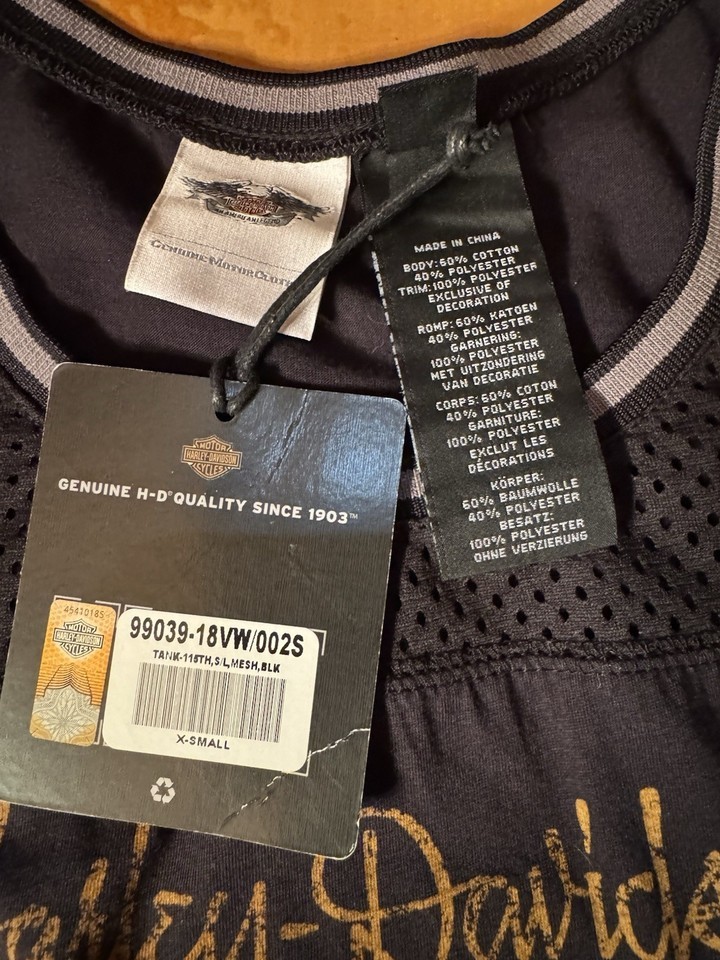 GENUINE MOTORCLOTHES
MADE IN CHINA
BODY: 60% COTTON
40% POLYESTER
TRIM: 100% POLYESTER
EXCLUSIVE OF
DECORATION
ROMP: 60% KATOEN
40% POLYESTER
GARNERING:
100% POLYESTER
MET UITZONDERING
VAN DECORATIE
CORPS: 60% COTON
40% POLYESTER
GARNITURE:
100% POLYESTER
EXCLUT LES
DÉCORATIONS
KÖRPER:
60% BAUMWOLLE
40% POLYESTER
BESATZ:
100% POLYESTER
OHNE VERZIERUNG
MOTOR
HARLEY-DAVIDSON
CYCLES
GENUINE H-D® QUALITY SINCE 1903™
4541018S
MOTOR
HARLEY-DAVIDSON
CYCLES
99039-18VW/002S
TANK-115TH,S/L,MESH,BLK
X-SMALL
Harley-Davids